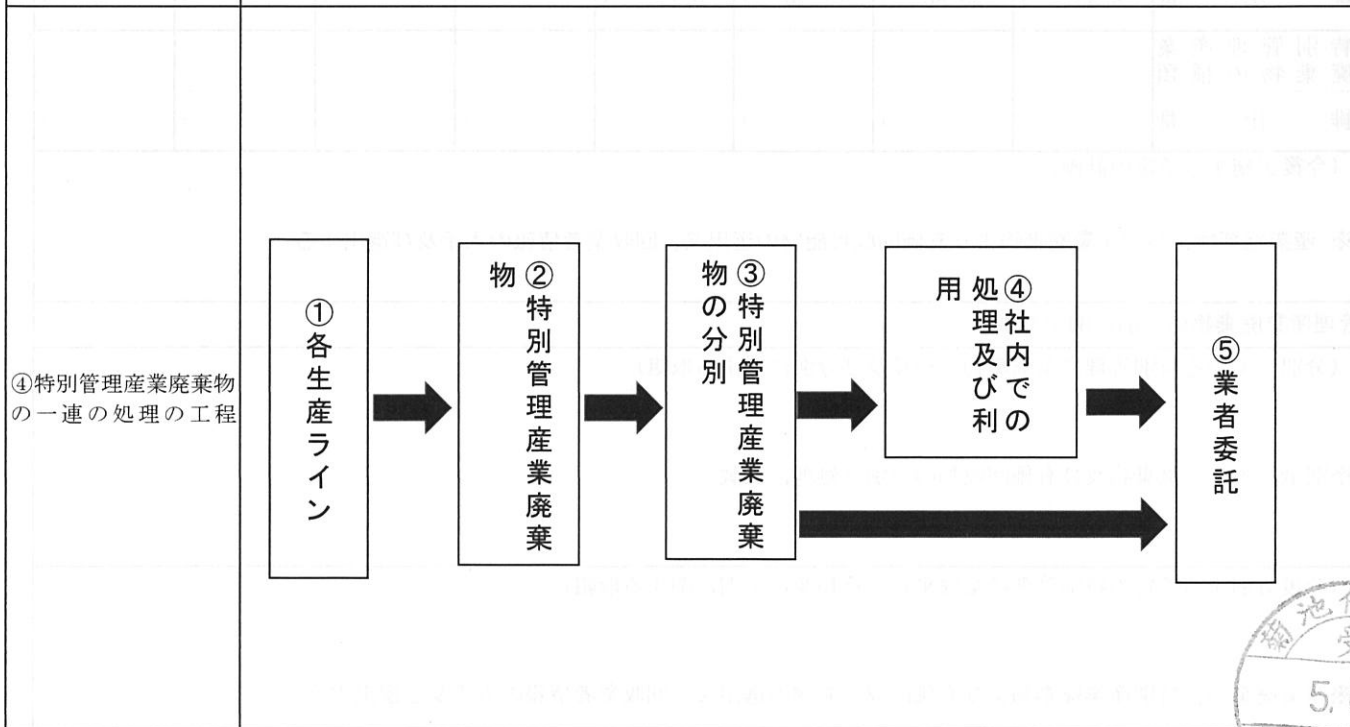 ④特別管理産業廃棄物
の一連の処理の工程
①各生産ライン
②特別管理産業廃棄
物
③特別管理産業廃棄
物の分別
④社内での
処理及び利
用
⑤業者委託
菊池
5.